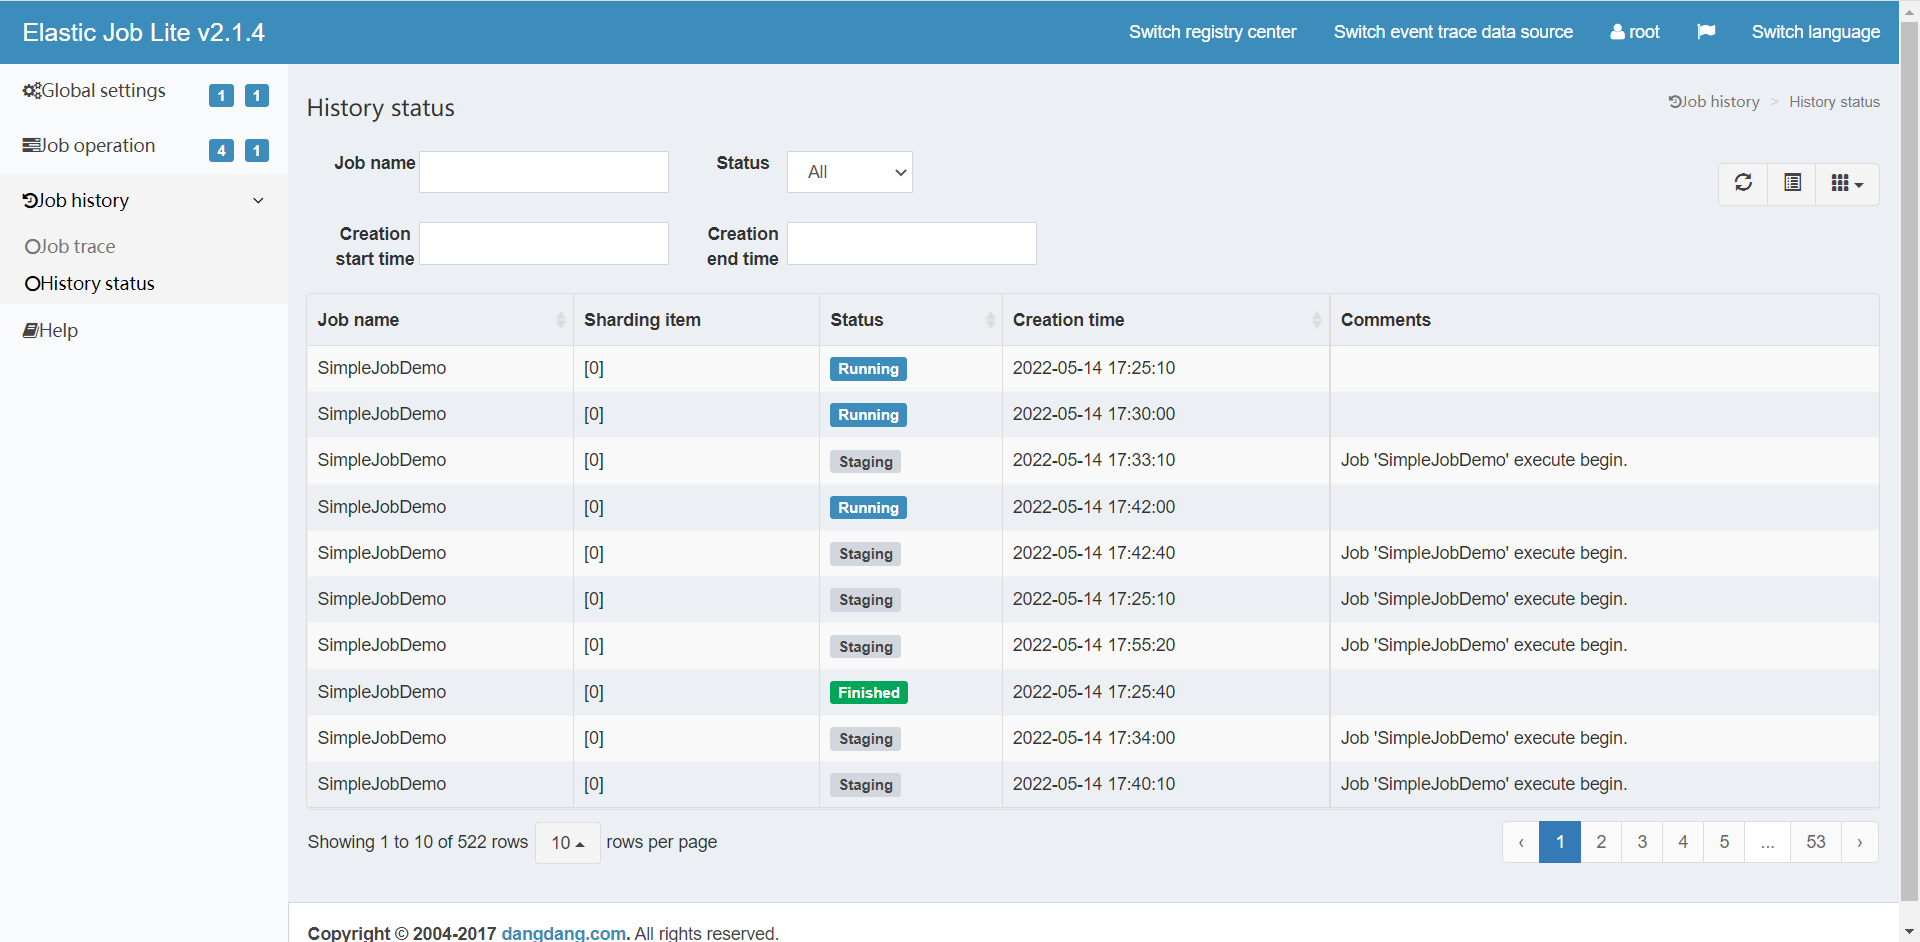 Elastic Job Lite v2.1.4
Switch registry center
Switch event trace data source
root
Switch language
Global settings 1 1
Job operation 4 1
Job history
Job trace
History status
Help
History status
Job history > History status
Job name
Status All
Creation start time
Creation end time
Job name Sharding item Status Creation time Comments
SimpleJobDemo [0] Running 2022-05-14 17:25:10
SimpleJobDemo [0] Running 2022-05-14 17:30:00
SimpleJobDemo [0] Staging 2022-05-14 17:33:10 Job 'SimpleJobDemo' execute begin.
SimpleJobDemo [0] Running 2022-05-14 17:42:00
SimpleJobDemo [0] Staging 2022-05-14 17:42:40 Job 'SimpleJobDemo' execute begin.
SimpleJobDemo [0] Staging 2022-05-14 17:25:10 Job 'SimpleJobDemo' execute begin.
SimpleJobDemo [0] Staging 2022-05-14 17:55:20 Job 'SimpleJobDemo' execute begin.
SimpleJobDemo [0] Finished 2022-05-14 17:25:40
SimpleJobDemo [0] Staging 2022-05-14 17:34:00 Job 'SimpleJobDemo' execute begin.
SimpleJobDemo [0] Staging 2022-05-14 17:40:10 Job 'SimpleJobDemo' execute begin.
Showing 1 to 10 of 522 rows 10 rows per page
‹ 1 2 3 4 5 ... 53 ›
Copyright © 2004-2017 dangdang.com. All rights reserved.